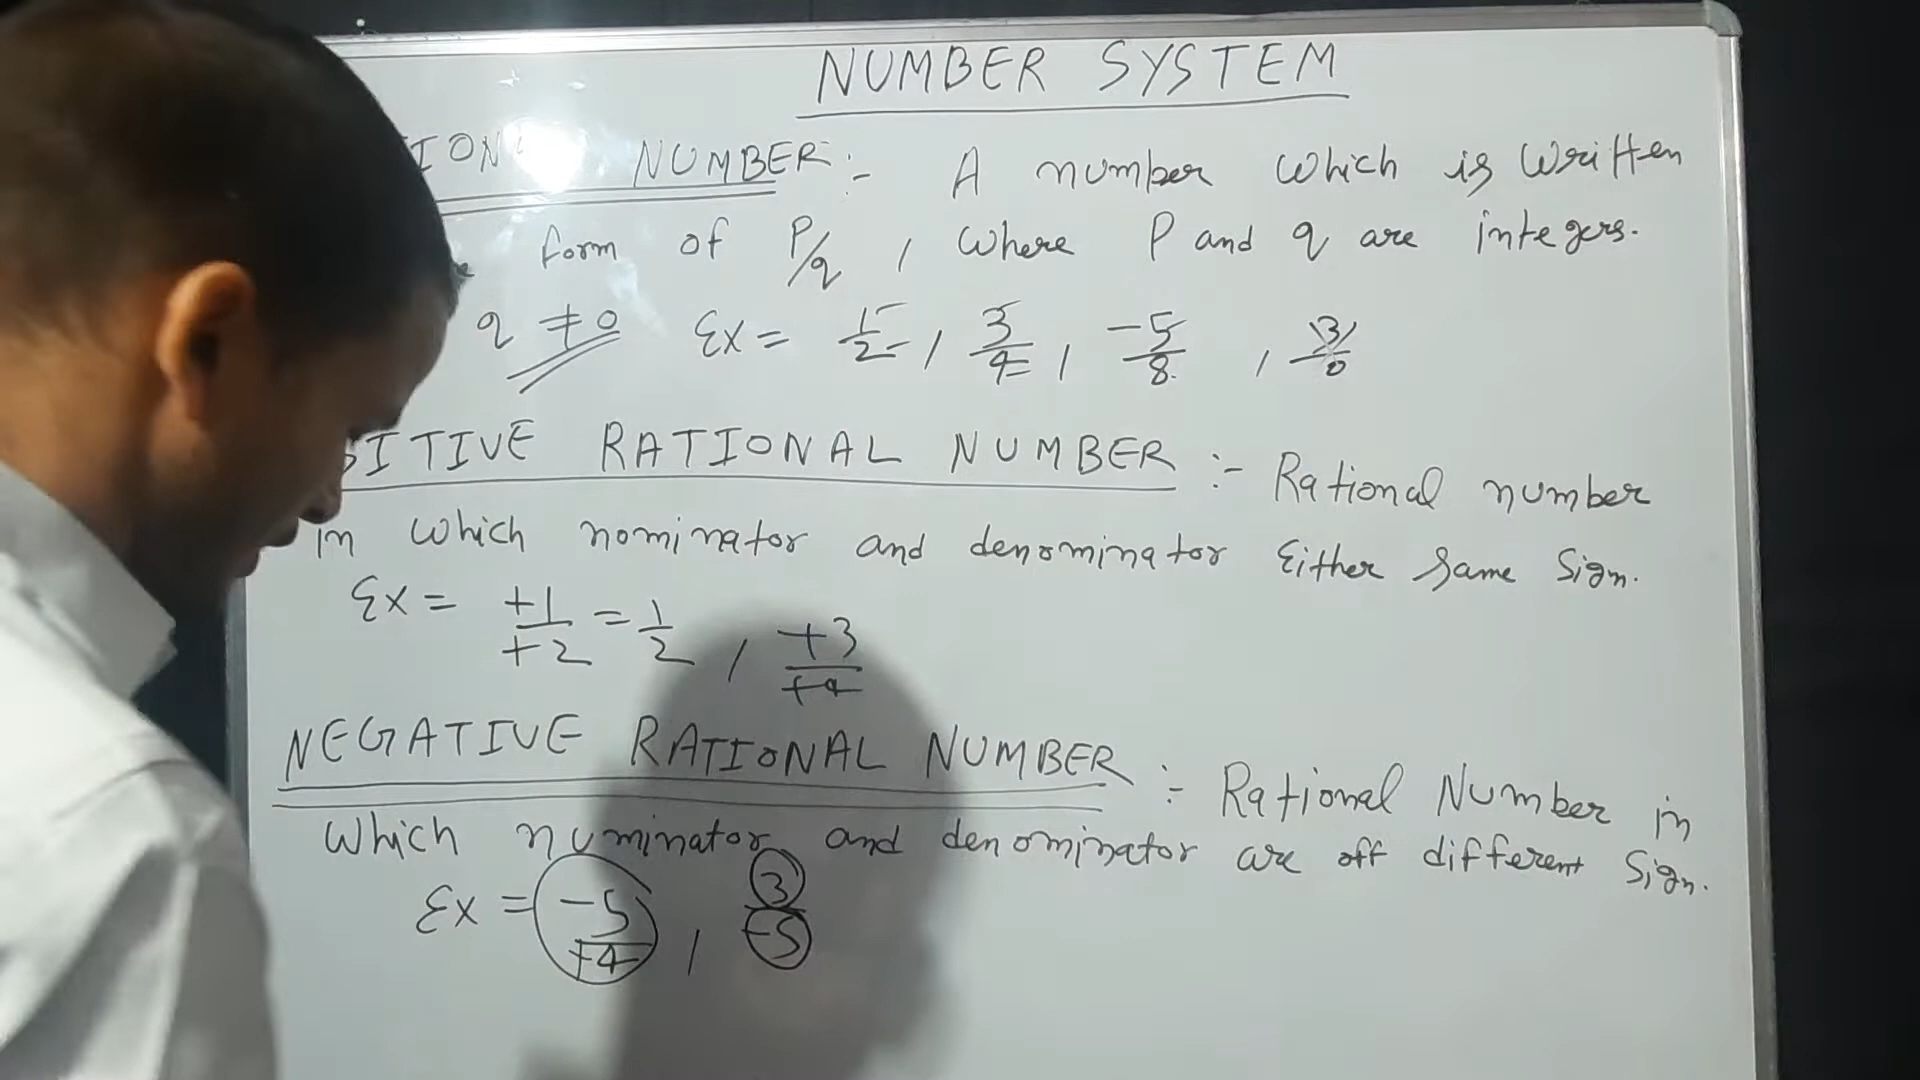 NUMBER SYSTEM
NUMBER :- A number which is written
form of P/q , where P and q are integers.
q ≠ 0 Ex = 1/2 , 3/4 , -5/8 , 3/0
SITIVE RATIONAL NUMBER :- Rational number
in which nominator and denominator Either same sign.
Ex = +1/+2 = 1/2 , +3/+4
NEGATIVE RATIONAL NUMBER :- Rational Number in
which numinator and denominator are off different sign.
Ex = -5/+4 , 3/-5